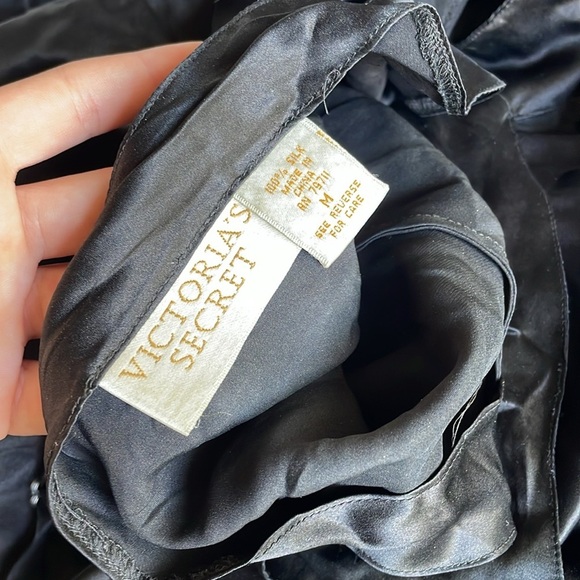 VICTORIA'S
SECRET
100% SILK
MADE IN
CHINA
RN 79711
M
SEE REVERSE
FOR CARE